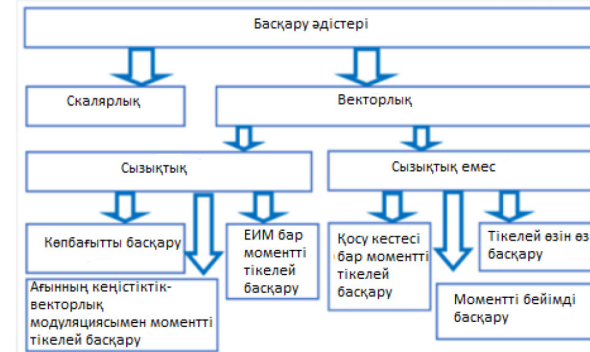 Басқару әдістері
Скалярлық
Векторлық
Сызықтық
Сызықтық емес
Көпбағытты басқару
ЕИМ бар
моментті
тікелей
басқару
Қосу кестесі
бар моментті
тікелей
басқару
Тікелей өзін өз
басқару
Ағынның кеңістіктік-
векторлық
модуляциясымен моментті
тікелей басқару
Моментті бейімді
басқару